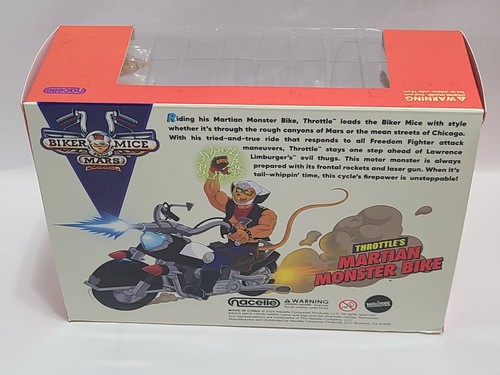 nacelle
WARNING
BIKER MICE
FROM
MARS
Riding his Martian Monster Bike, Throttle™ leads the Biker Mice with style
whether it's through the rough canyons of Mars or the mean streets of Chicago.
With his tried-and-true ride that responds to all Freedom Fighter attack
maneuvers, Throttle™ stays one step ahead of Lawrence
Limburger's™ evil thugs. This motor monster is always
prepared with its frontal rockets and laser gun. When it's
tail-whippin' time, this cycle's firepower is unstoppable!
THROTTLE'S
MARTIAN
MONSTER BIKE
nacelle
WARNING
MADE IN CHINA